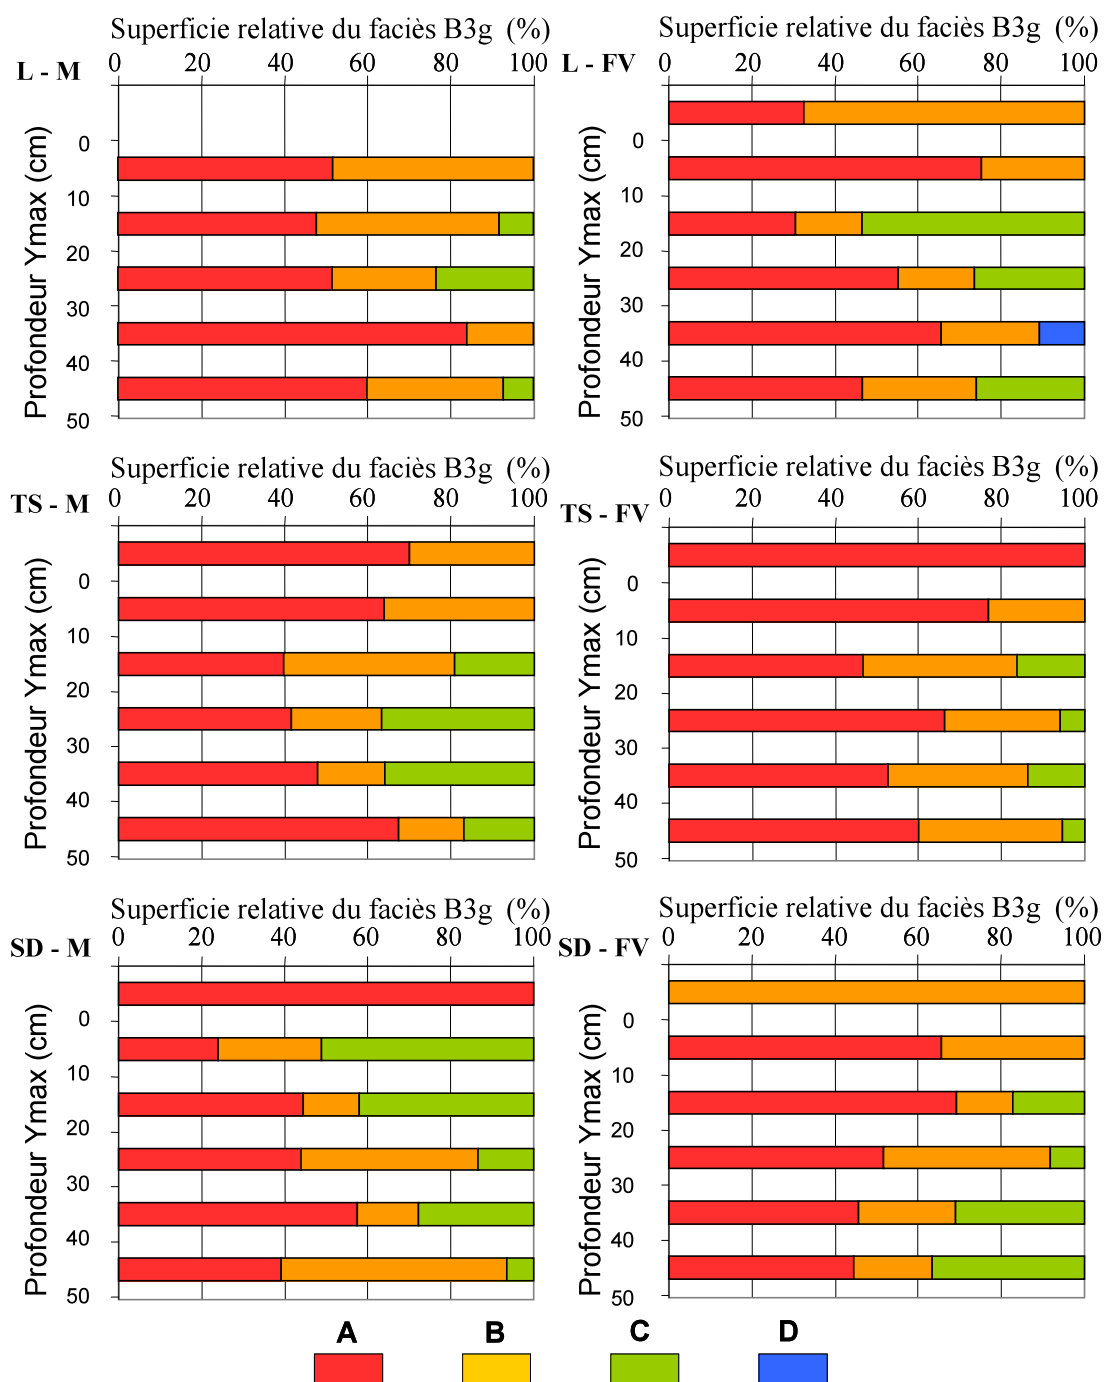 Superficie relative du faciès B3g (%)
L - M
0 20 40 60 80 100
Profondeur Ymax (cm)
0
10
20
30
40
50
Superficie relative du faciès B3g (%)
L - FV
0 20 40 60 80 100
Profondeur Ymax (cm)
0
10
20
30
40
50
Superficie relative du faciès B3g (%)
TS - M
0 20 40 60 80 100
Profondeur Ymax (cm)
0
10
20
30
40
50
Superficie relative du faciès B3g (%)
TS - FV
0 20 40 60 80 100
Profondeur Ymax (cm)
0
10
20
30
40
50
Superficie relative du faciès B3g (%)
SD - M
0 20 40 60 80 100
Profondeur Ymax (cm)
0
10
20
30
40
50
Superficie relative du faciès B3g (%)
SD - FV
0 20 40 60 80 100
Profondeur Ymax (cm)
0
10
20
30
40
50
A B C D